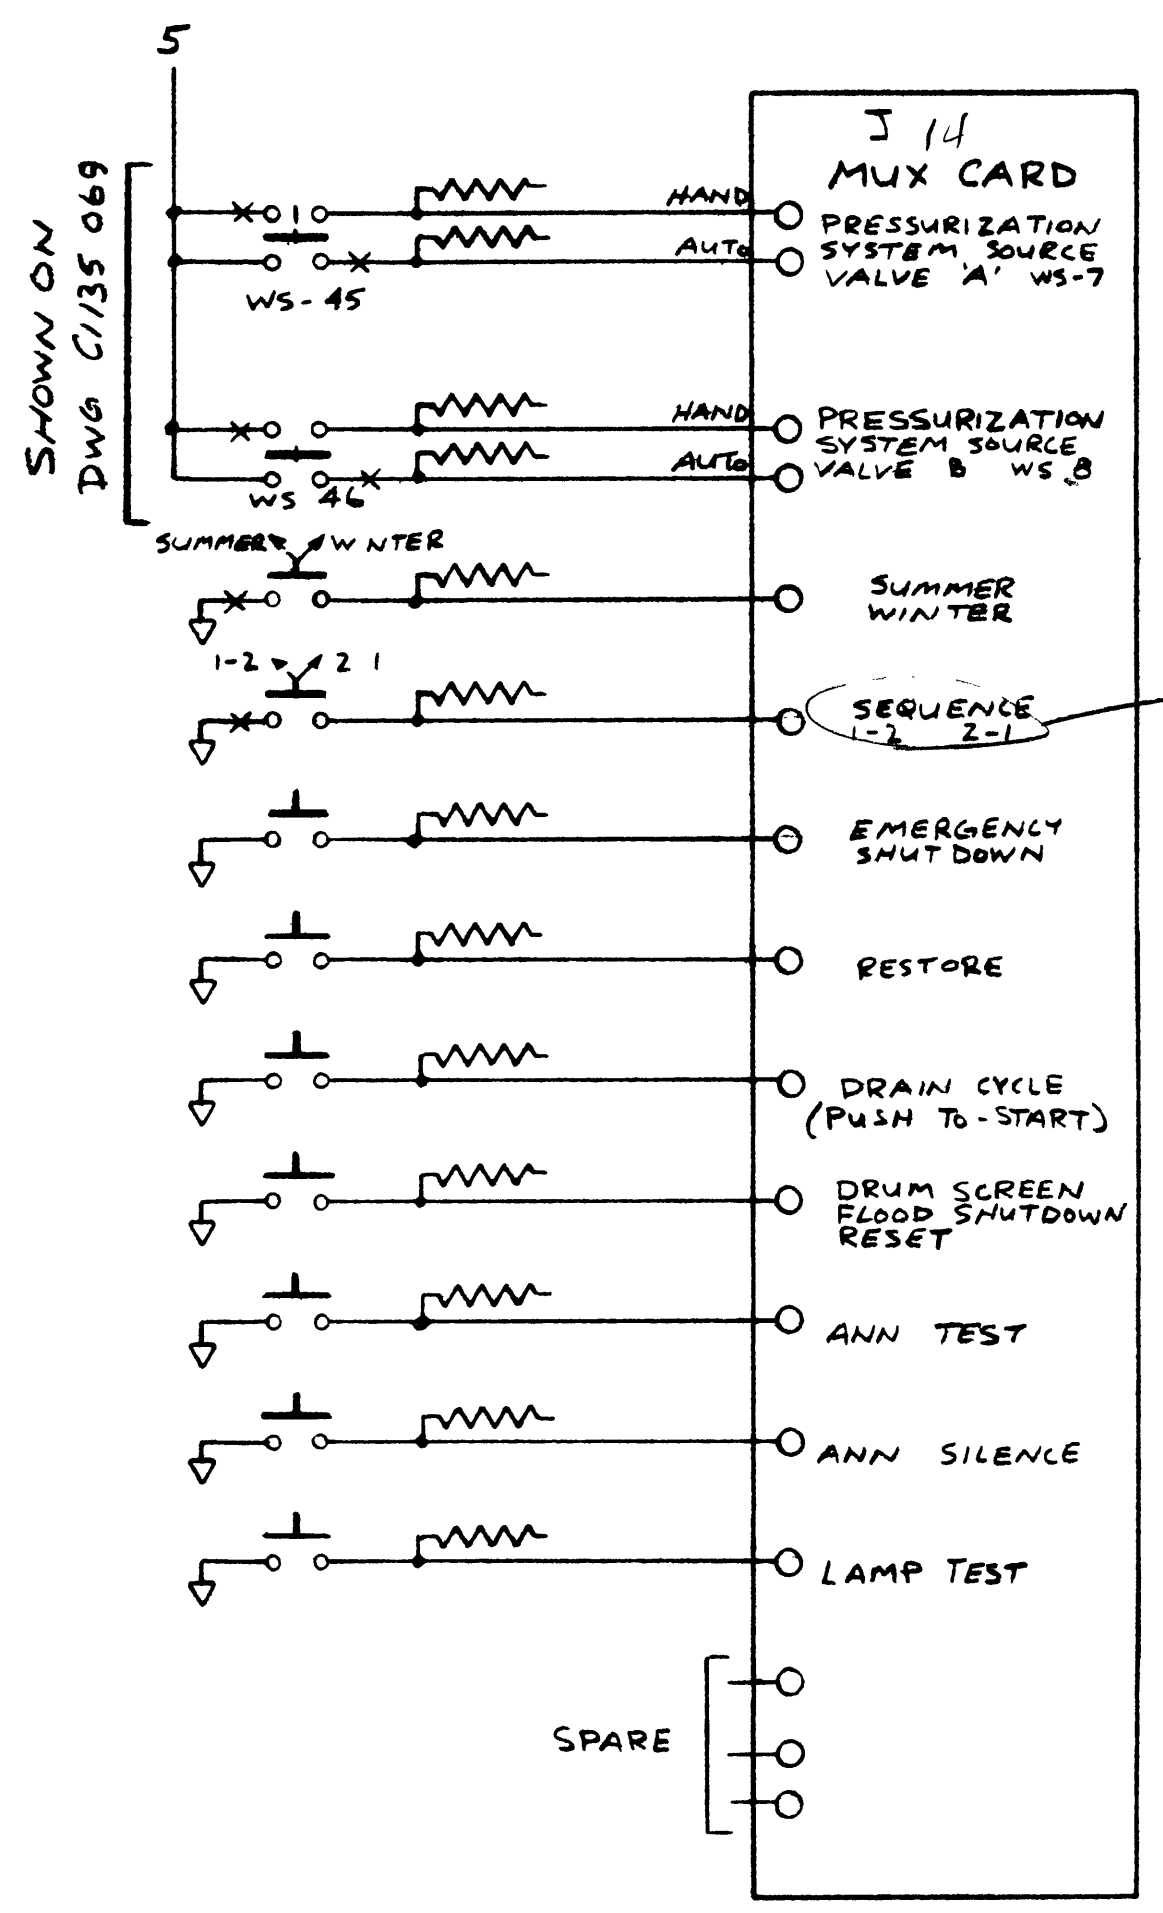 5
SHOWN ON
DWG C1135 069
J 14
MUX CARD
HAND
PRESSURIZATION
AUTO
SYSTEM SOURCE
VALVE 'A' WS-7
WS-45
HAND
PRESSURIZATION
SYSTEM SOURCE
AUTO
VALVE B WS 8
WS 46
SUMMER W NTER
SUMMER
WINTER
1-2 2 1
SEQUENCE
1-2 2-1
EMERGENCY
SHUT DOWN
RESTORE
DRAIN CYCLE
(PUSH TO-START)
DRUM SCREEN
FLOOD SHUTDOWN
RESET
ANN TEST
ANN SILENCE
LAMP TEST
SPARE